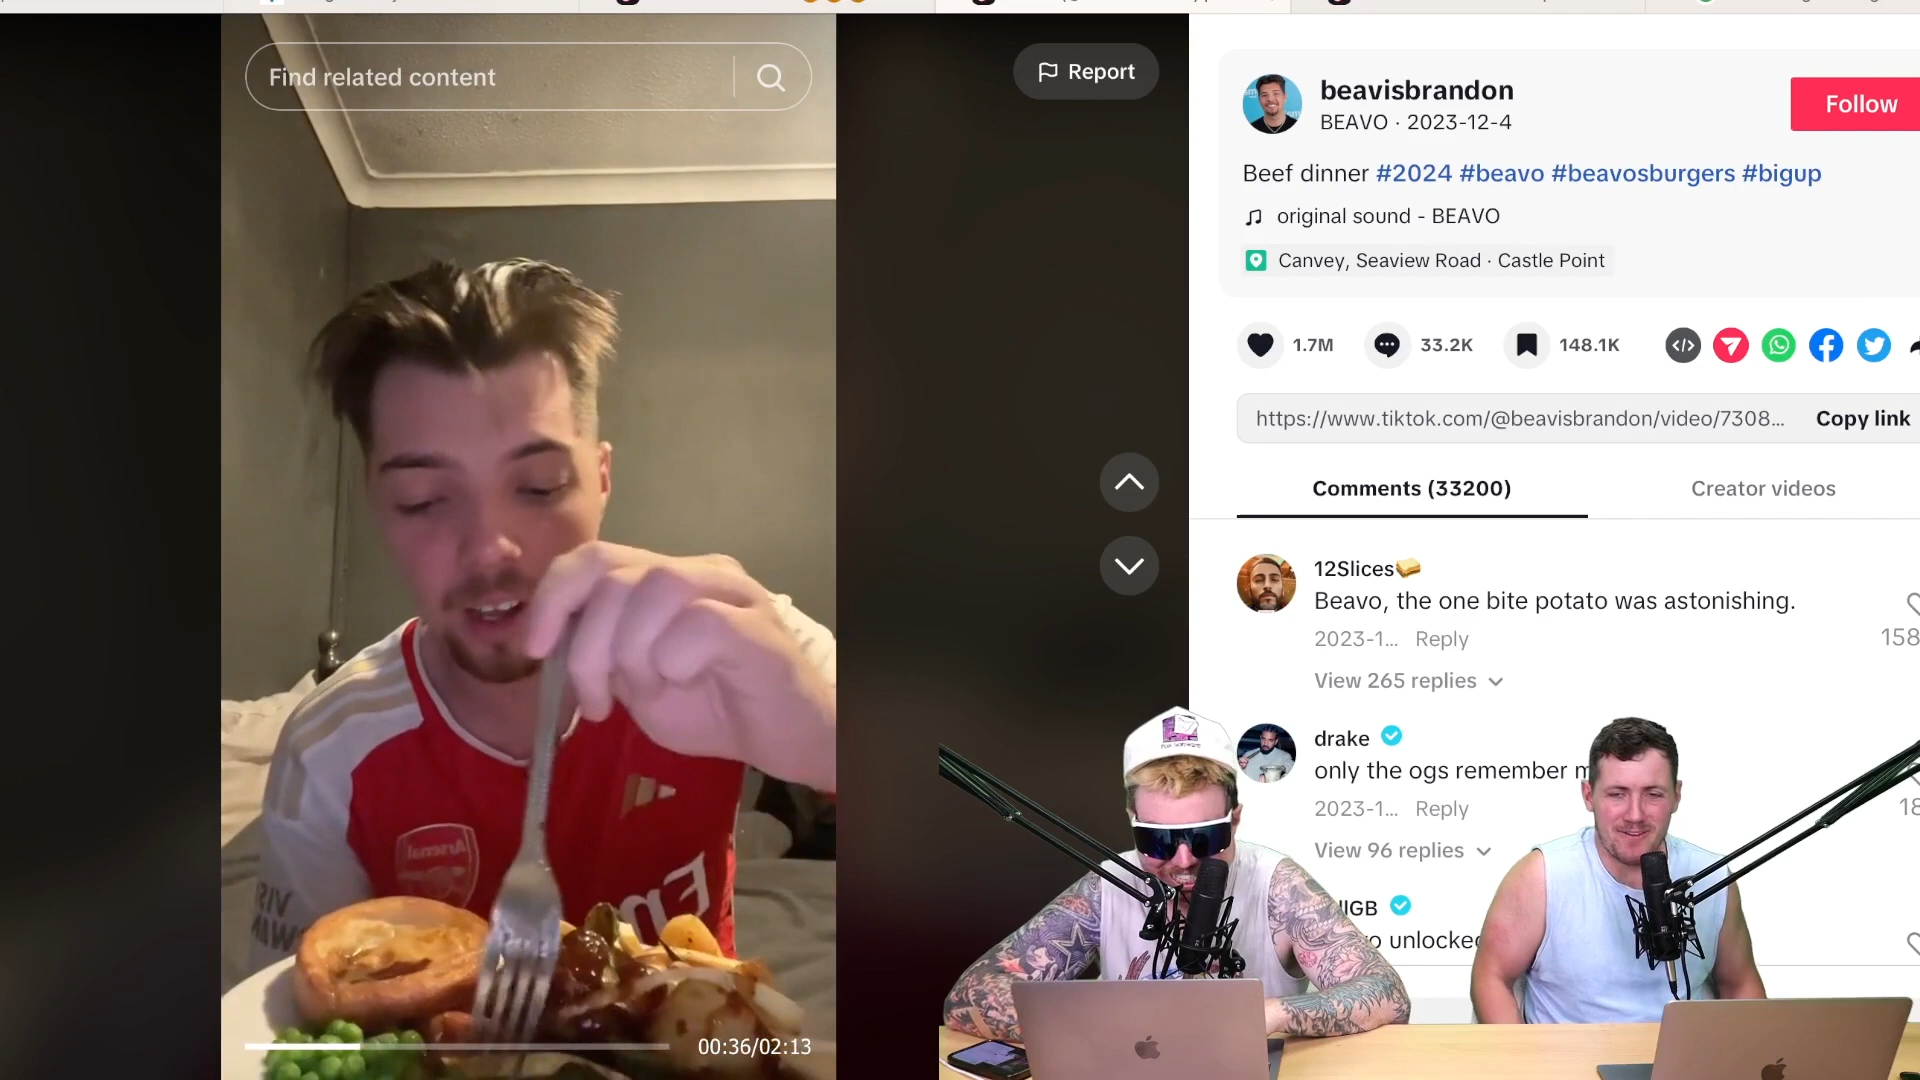 Find related content
Report
beavisbrandon
BEAVO · 2023-12-4
Follow
Beef dinner #2024 #beavo #beavosburgers #bigup
original sound - BEAVO
Canvey, Seaview Road · Castle Point
1.7M
33.2K
148.1K
https://www.tiktok.com/@beavisbrandon/video/7308...
Copy link
Comments (33200)
Creator videos
12Slices
Beavo, the one bite potato was astonishing.
2023-1... Reply
158
View 265 replies
drake
only the ogs remember
2023-1... Reply
18
View 96 replies
unlocked
Arsenal
00:36/02:13